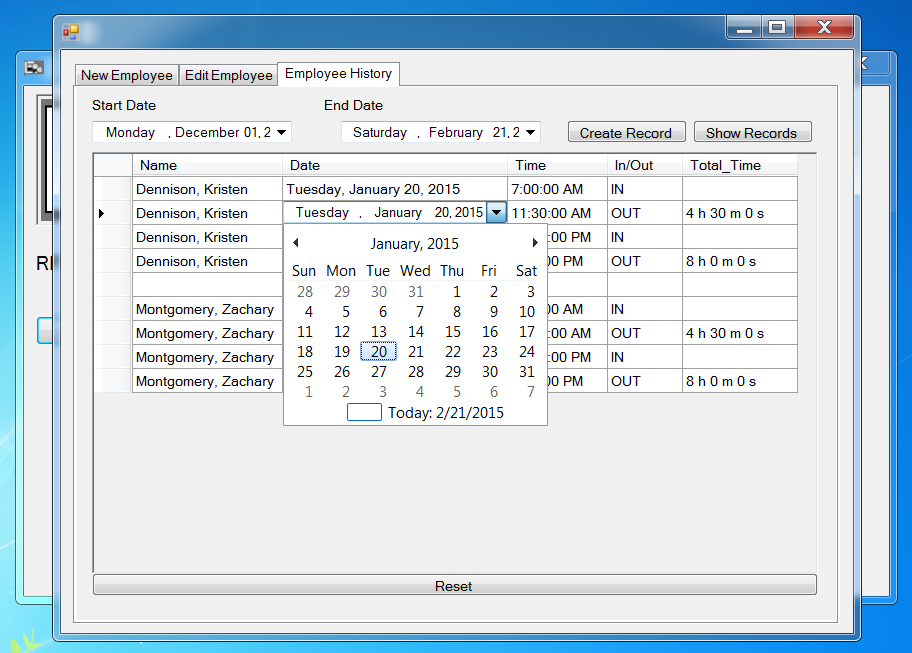 New Employee Edit Employee Employee History
Start Date End Date
Monday , December 01, 2 Saturday , February 21, 2 Create Record Show Records
Name Date Time In/Out Total_Time
Dennison, Kristen Tuesday, January 20, 2015 7:00:00 AM IN
Dennison, Kristen Tuesday , January 20, 2015 11:30:00 AM OUT 4 h 30 m 0 s
Dennison, Kristen :00 PM IN
Dennison, Kristen 00 PM OUT 8 h 0 m 0 s
Montgomery, Zachary 00 AM IN
Montgomery, Zachary :00 AM OUT 4 h 30 m 0 s
Montgomery, Zachary :00 PM IN
Montgomery, Zachary 00 PM OUT 8 h 0 m 0 s
January, 2015
Sun Mon Tue Wed Thu Fri Sat
28 29 30 31 1 2 3
4 5 6 7 8 9 10
11 12 13 14 15 16 17
18 19 20 21 22 23 24
25 26 27 28 29 30 31
1 2 3 4 5 6 7
Today: 2/21/2015
Reset